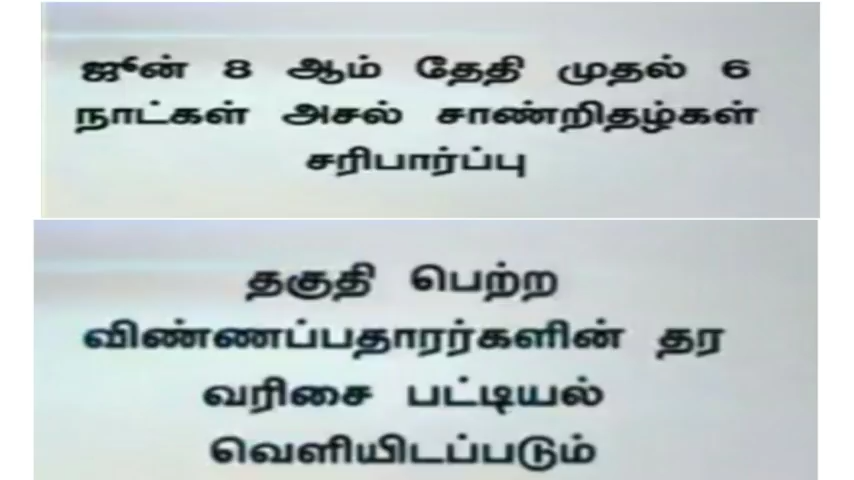 ஜூன் 8 ஆம் தேதி முதல் 6
நாட்கள் அசல் சாண்றிதழ்கள்
சரிபார்ப்பு
தகுதி பெற்ற
விண்ணப்பதாரர்களின் தர
வரிசை பட்டியல்
வெளியிடப்படும்